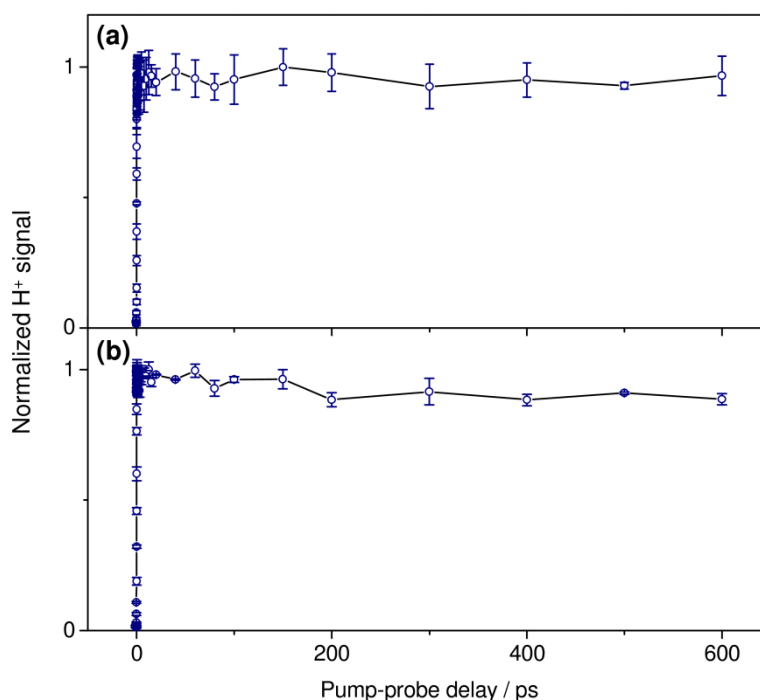 (a)
1
0
(b)
1
0
0
200
400
600
Normalized H⁺ signal
Pump-probe delay / ps